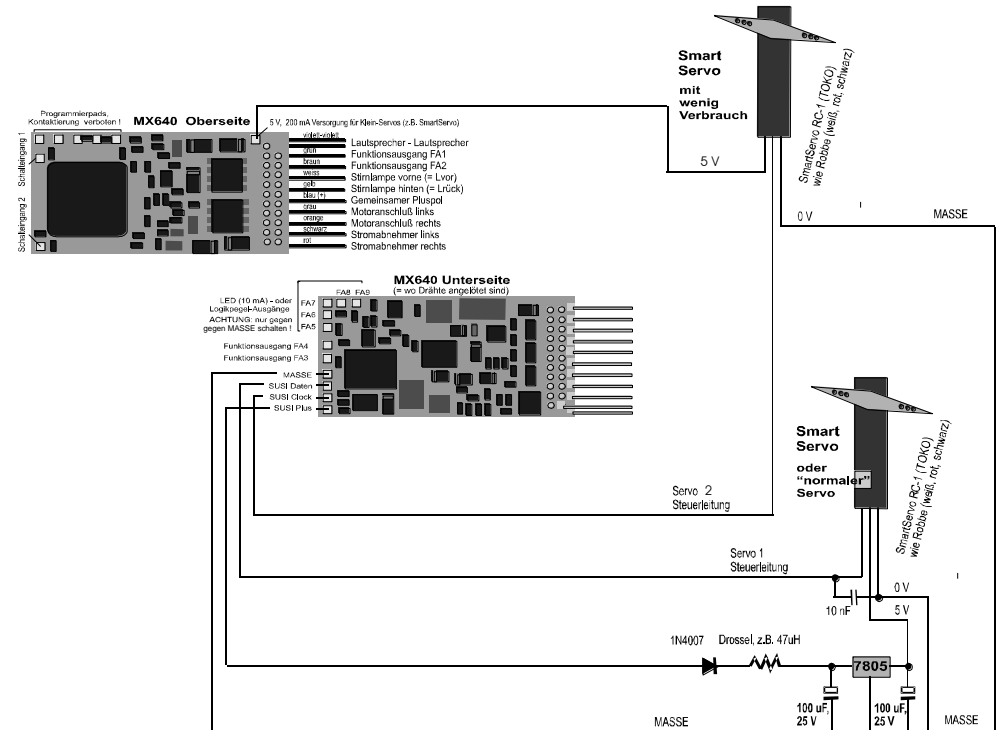 Smart
Servo
mit
wenig
Verbrauch
SmartServo RC-1 (TOKO)
wie Robbe (weiß, rot, schwarz)
5 V
0 V
MASSE
Programmierpads,
Kontaktierung verboten !
MX640 Oberseite
5 V, 200 mA Versorgung für Klein-Servos (z.B. SmartServo)
Schalteingang 1
Schalteingang 2
violett-violett
Lautsprecher - Lautsprecher
grün
Funktionsausgang FA1
braun
Funktionsausgang FA2
weiss
Stirnlampe vorne (= Lvor)
gelb
Stirnlampe hinten (= Lrück)
blau (+)
Gemeinsamer Pluspol
grau
Motoranschluß links
orange
Motoranschluß rechts
schwarz
Stromabnehmer links
rot
Stromabnehmer rechts
MX640 Unterseite
(= wo Drähte angelötet sind)
LED (10 mA) - oder
Logikpegel-Ausgänge
ACHTUNG: nur gegen
gegen MASSE schalten !
FA8 FA9
FA7
FA6
FA5
Funktionsausgang FA4
Funktionsausgang FA3
MASSE
SUSI Daten
SUSI Clock
SUSI Plus
Smart
Servo
oder
"normaler"
Servo
SmartServo RC-1 (TOKO)
wie Robbe (weiß, rot, schwarz)
Servo 2
Steuerleitung
Servo 1
Steuerleitung
10 nF
0 V
5 V
1N4007
Drossel, z.B. 47uH
7805
100 uF,
25 V
100 uF,
25 V
MASSE
MASSE